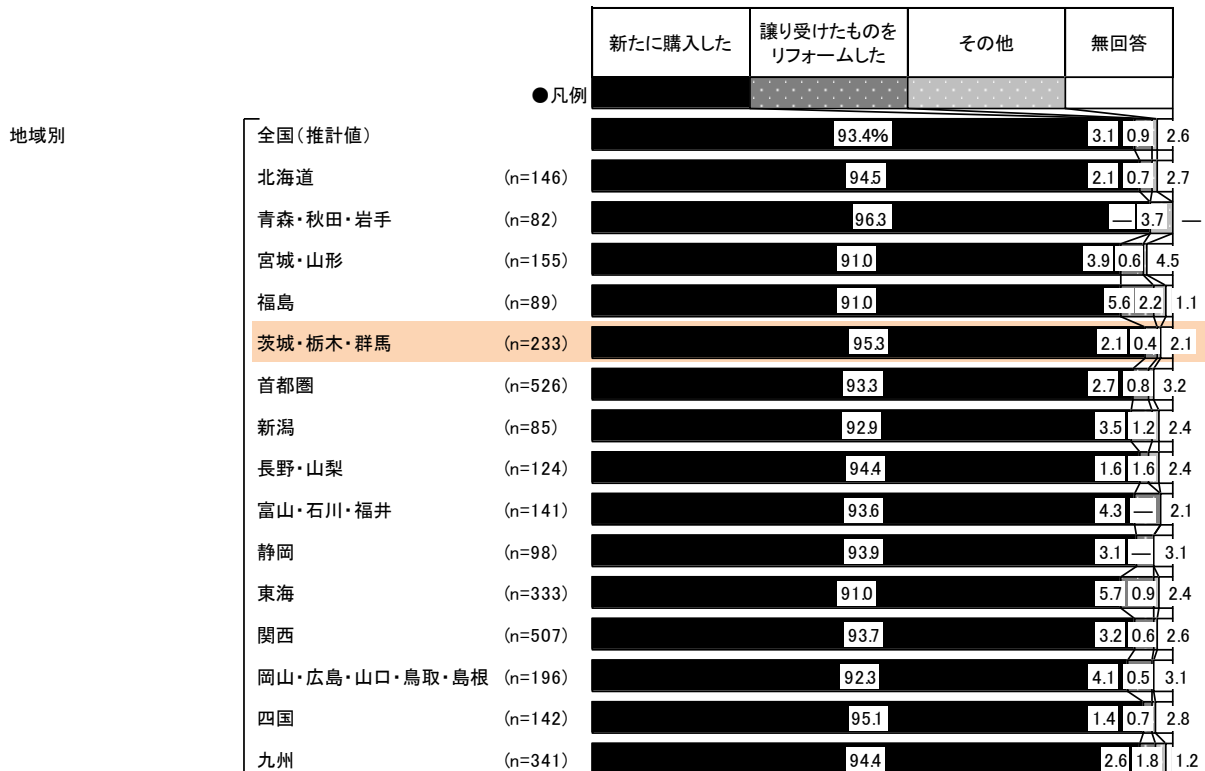 新たに購入した 譲り受けたものをリフォームした その他 無回答
●凡例
地域別
全国(推計値) 93.4% 3.1 0.9 2.6
北海道 (n=146) 94.5 2.1 0.7 2.7
青森・秋田・岩手 (n=82) 96.3 — 3.7 —
宮城・山形 (n=155) 91.0 3.9 0.6 4.5
福島 (n=89) 91.0 5.6 2.2 1.1
茨城・栃木・群馬 (n=233) 95.3 2.1 0.4 2.1
首都圏 (n=526) 93.3 2.7 0.8 3.2
新潟 (n=85) 92.9 3.5 1.2 2.4
長野・山梨 (n=124) 94.4 1.6 1.6 2.4
富山・石川・福井 (n=141) 93.6 4.3 — 2.1
静岡 (n=98) 93.9 3.1 — 3.1
東海 (n=333) 91.0 5.7 0.9 2.4
関西 (n=507) 93.7 3.2 0.6 2.6
岡山・広島・山口・鳥取・島根 (n=196) 92.3 4.1 0.5 3.1
四国 (n=142) 95.1 1.4 0.7 2.8
九州 (n=341) 94.4 2.6 1.8 1.2